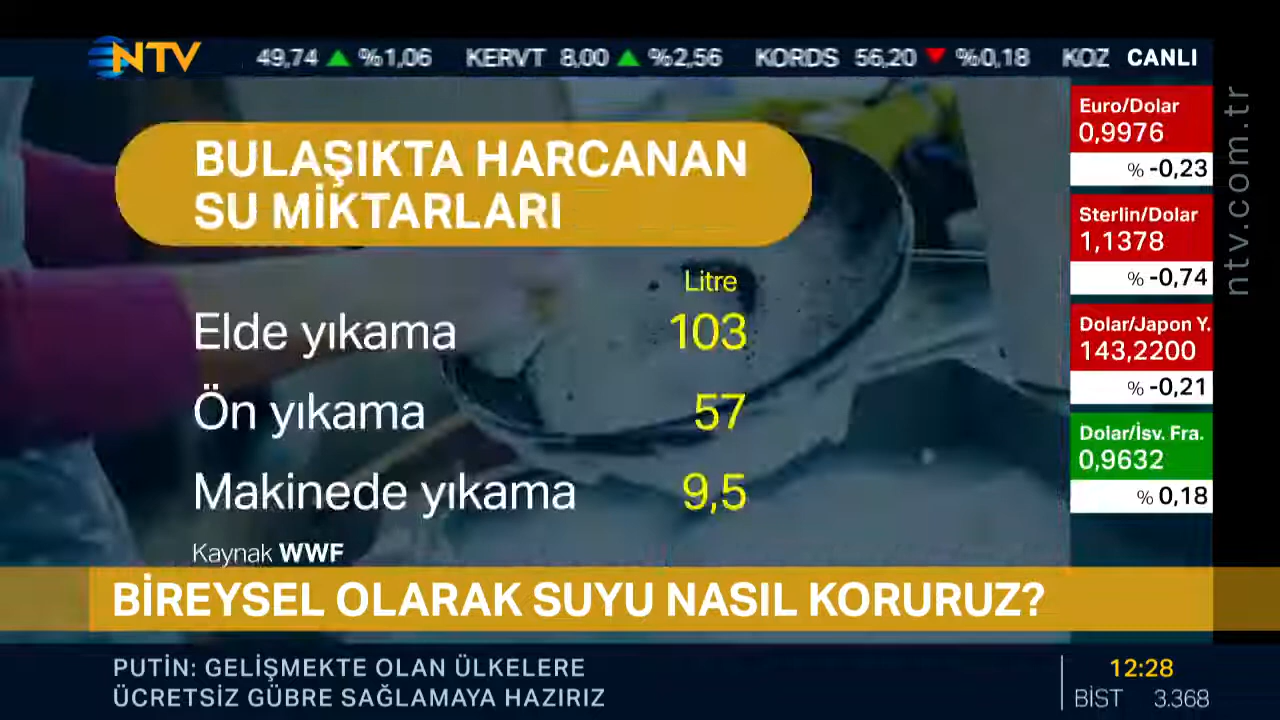 NTV
49,74 ▲ %1,06 KERVT 8,00 ▲ %2,56 KORDS 56,20 ▼ %0,18 KOZ CANLI
BULAŞIKTA HARCANAN
SU MİKTARLARI
Litre
Elde yıkama 103
Ön yıkama 57
Makinede yıkama 9,5
Kaynak WWF
Euro/Dolar
0,9976
% -0,23
Sterlin/Dolar
1,1378
% -0,74
Dolar/Japon Y.
143,2200
% -0,21
Dolar/İsv. Fra.
0,9632
% 0,18
ntv.com.tr
BİREYSEL OLARAK SUYU NASIL KORURUZ?
PUTİN: GELİŞMEKTE OLAN ÜLKELERE
ÜCRETSİZ GÜBRE SAĞLAMAYA HAZIRIZ
12:28
BİST 3.368